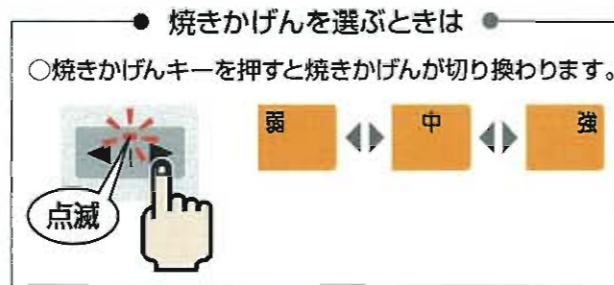 焼きかげんを選ぶときは
○焼きかげんキーを押すと焼きかげんが切り換わります。
弱 中 強
点滅